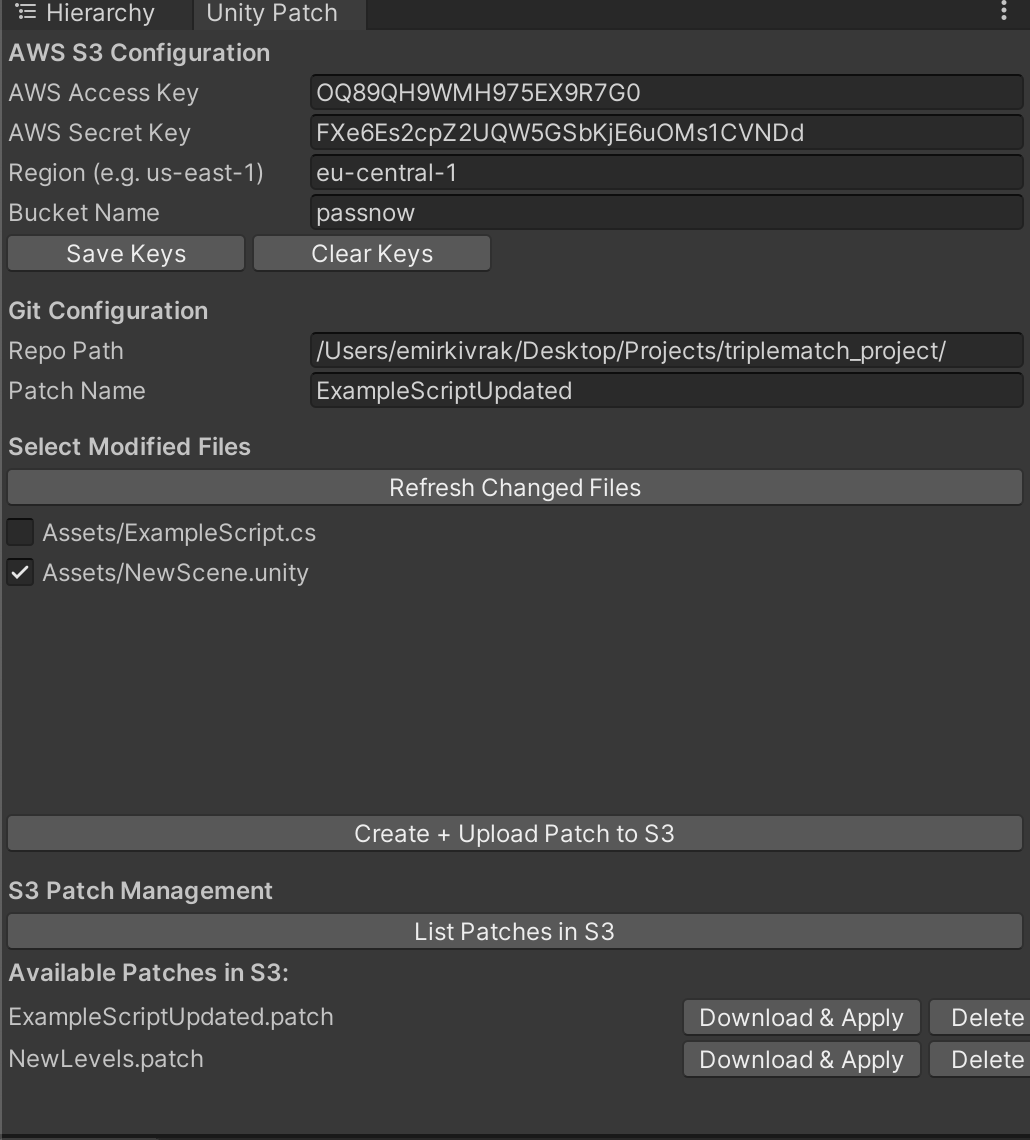 Hierarchy
Unity Patch
AWS S3 Configuration
AWS Access Key OQ89QH9WMH975EX9R7G0
AWS Secret Key FXe6Es2cpZ2UQW5GSbKjE6uOMs1CVNDd
Region (e.g. us-east-1) eu-central-1
Bucket Name passnow
Save Keys Clear Keys
Git Configuration
Repo Path /Users/emirkivrak/Desktop/Projects/triplematch_project/
Patch Name ExampleScriptUpdated
Select Modified Files
Refresh Changed Files
Assets/ExampleScript.cs
Assets/NewScene.unity
Create + Upload Patch to S3
S3 Patch Management
List Patches in S3
Available Patches in S3:
ExampleScriptUpdated.patch Download & Apply Delete
NewLevels.patch Download & Apply Delete